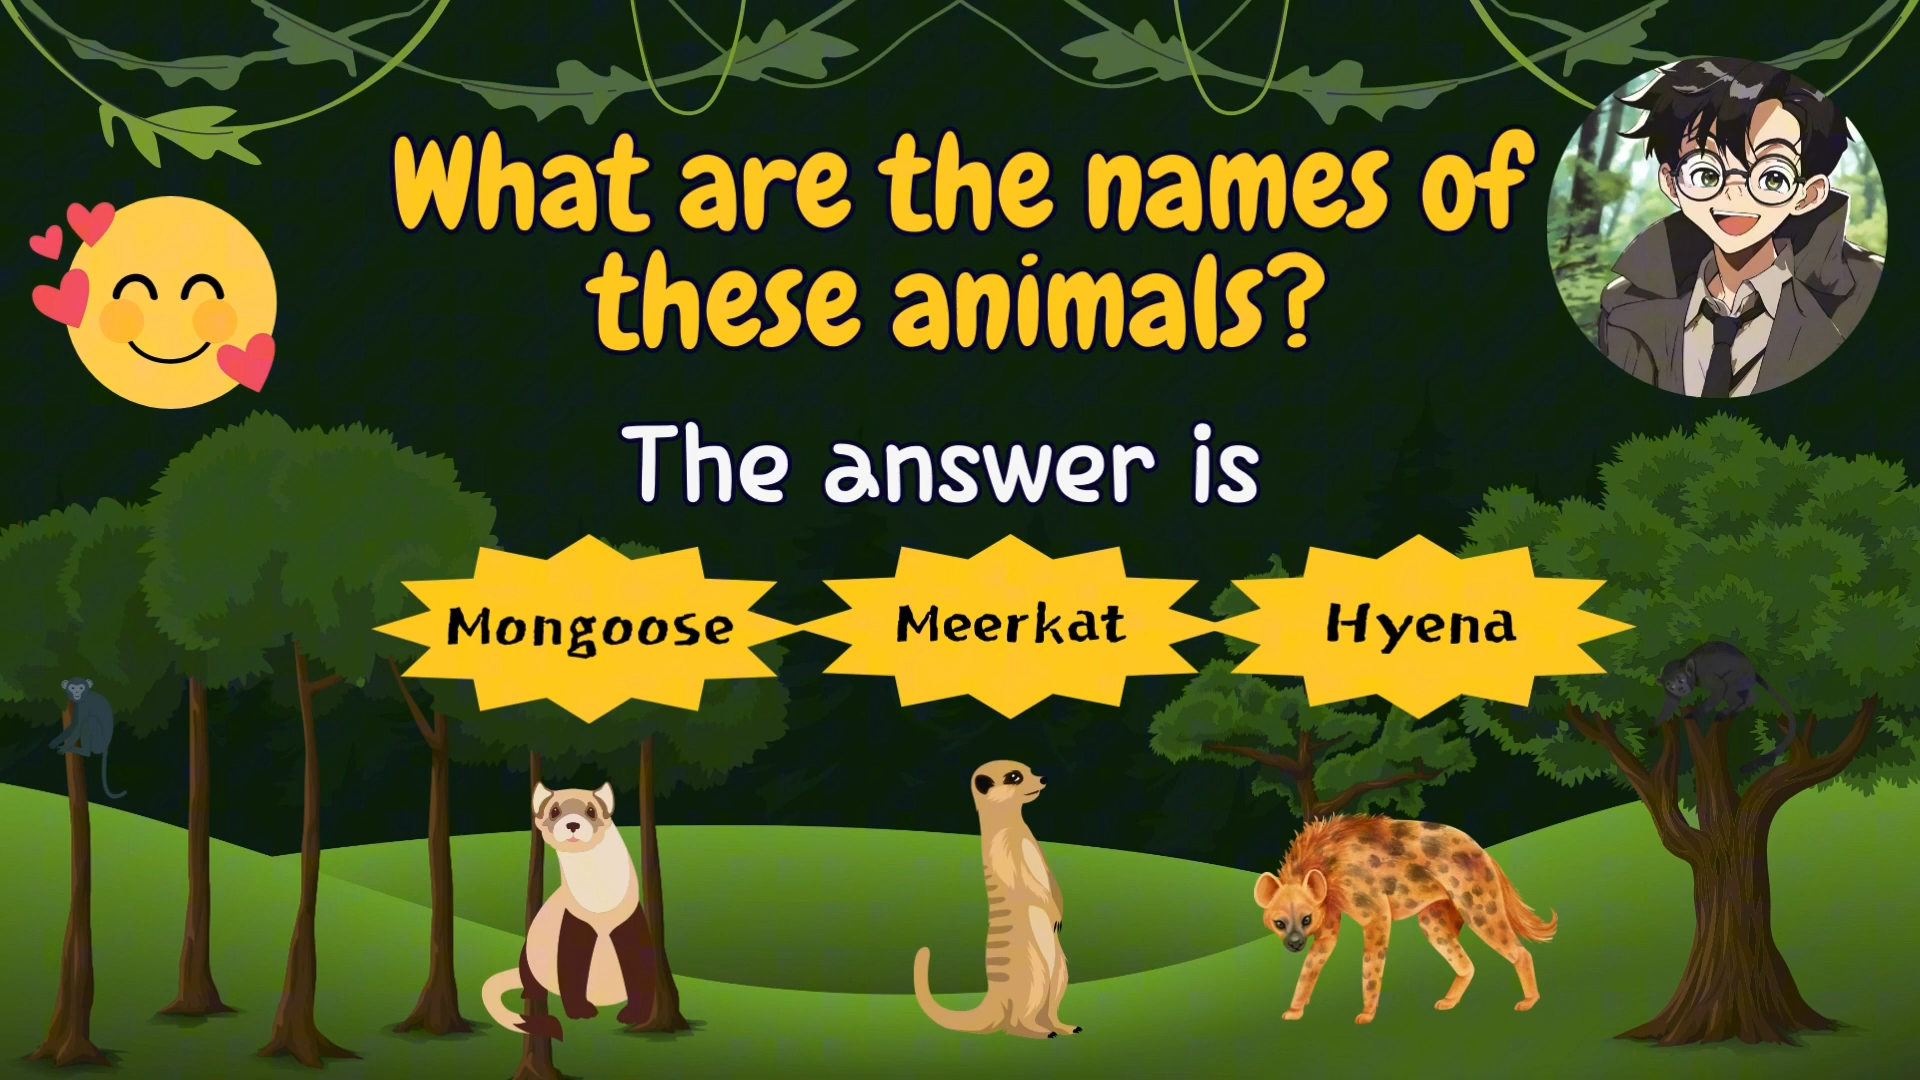 What are the names of
these animals?
The answer is
Mongoose
Meerkat
Hyena